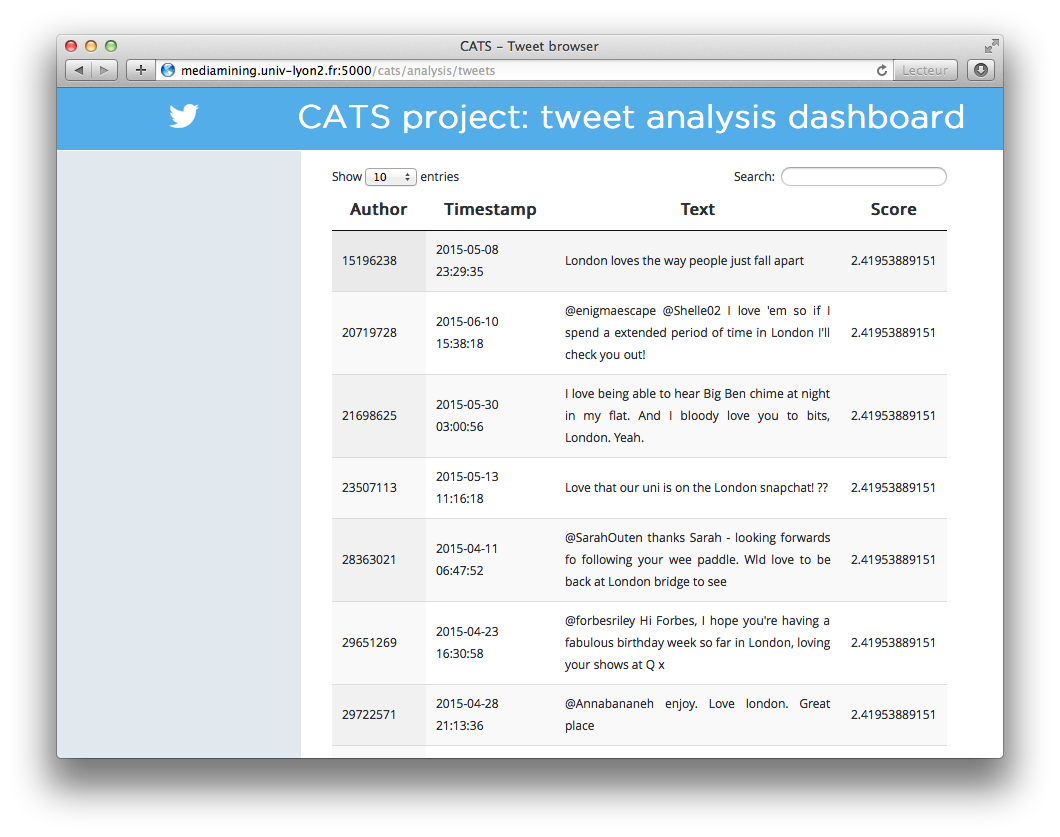 CATS – Tweet browser
mediamining.univ-lyon2.fr:5000/cats/analysis/tweets
Lecteur
CATS project: tweet analysis dashboard
Show 10 entries
Search:
Author Timestamp Text Score
15196238
2015-05-08
23:29:35
London loves the way people just fall apart
2.41953889151
20719728
2015-06-10
15:38:18
@enigmaescape @Shelle02 I love 'em so if I
spend a extended period of time in London I'll
check you out!
2.41953889151
21698625
2015-05-30
03:00:56
I love being able to hear Big Ben chime at night
in my flat. And I bloody love you to bits,
London. Yeah.
2.41953889151
23507113
2015-05-13
11:16:18
Love that our uni is on the London snapchat! ??
2.41953889151
28363021
2015-04-11
06:47:52
@SarahOuten thanks Sarah - looking forwards
fo following your wee paddle. Wld love to be
back at London bridge to see
2.41953889151
29651269
2015-04-23
16:30:58
@forbesriley Hi Forbes, I hope you're having a
fabulous birthday week so far in London, loving
your shows at Q x
2.41953889151
29722571
2015-04-28
21:13:36
@Annabananeh enjoy. Love london. Great
place
2.41953889151